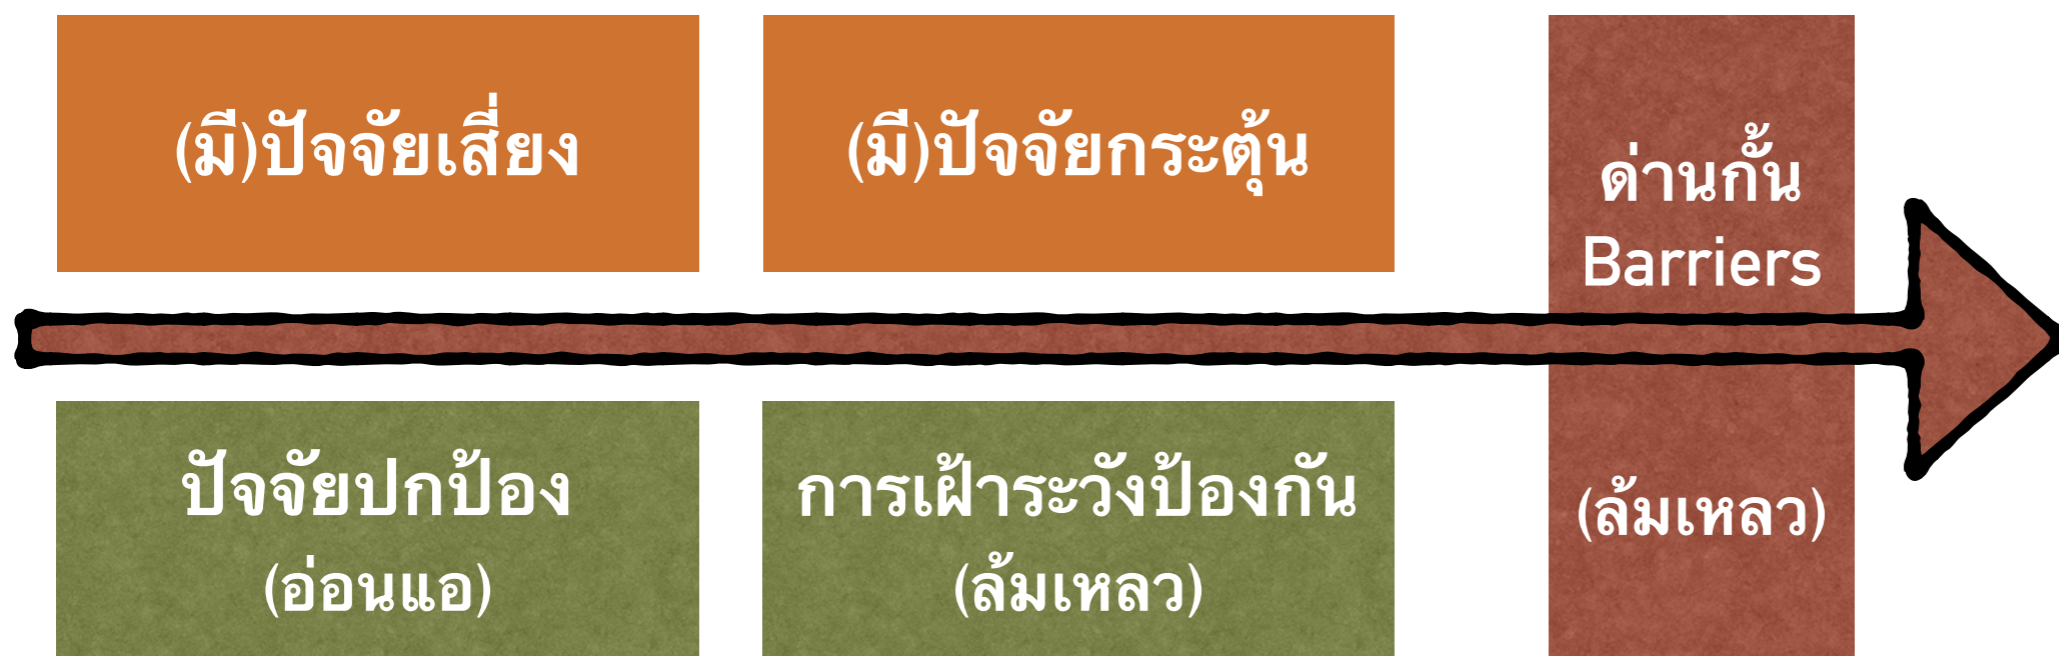 (มี)ปัจจัยเสี่ยง
(มี)ปัจจัยกระตุ้น
ด่านกั้น
Barriers
(ล้มเหลว)
ปัจจัยปกป้อง
(อ่อนแอ)
การเฝ้าระวังป้องกัน
(ล้มเหลว)